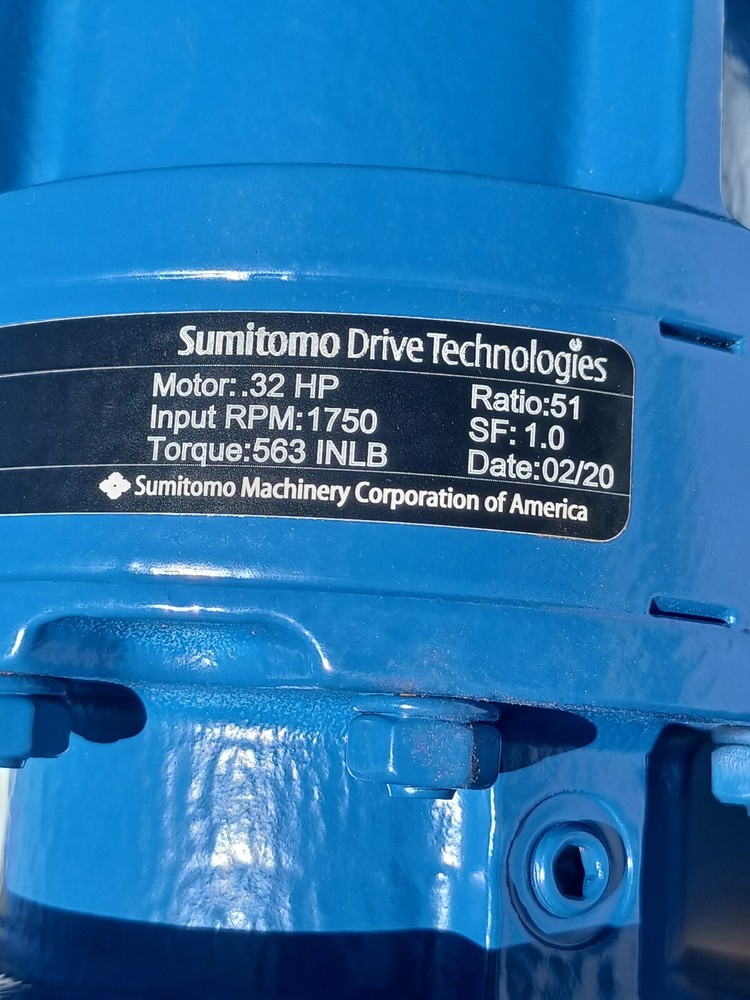 Sumitomo Drive Technologies
Motor:.32 HP Ratio:51
Input RPM:1750 SF: 1.0
Torque:563 INLB Date:02/20
Sumitomo Machinery Corporation of America